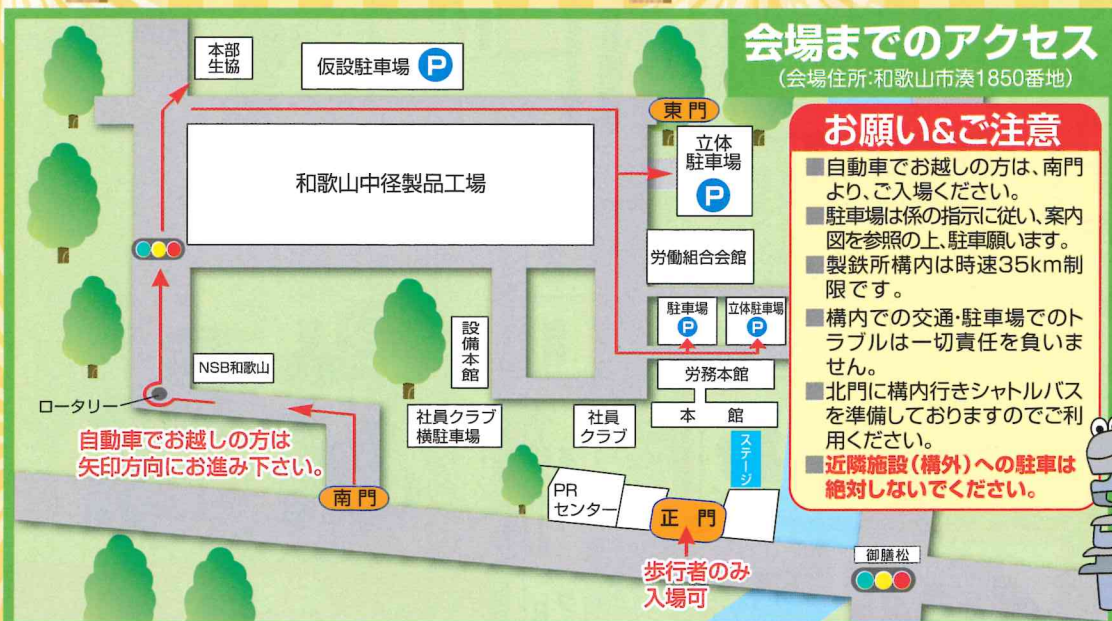 会場までのアクセス
(会場住所:和歌山市湊1850番地)
本部
生協
仮設駐車場 P
東門
立体
駐車場
P
和歌山中径製品工場
労働組合会館
駐車場
P
立体駐車場
P
設備本館
NSB和歌山
労務本館
ロータリー
社員クラブ
横駐車場
社員
クラブ
本館
ステージ
自動車でお越しの方は
矢印方向にお進み下さい。
南門
PR
センター
正門
歩行者のみ
入場可
御膳松
お願い&ご注意
■自動車でお越しの方は、南門
より、ご入場ください。
■駐車場は係の指示に従い、案内
図を参照の上、駐車願います。
■製鉄所構内は時速35km制
限です。
■構内での交通・駐車場でのト
ラブルは一切責任を負いま
せん。
■北門に構内行きシャトルバス
を準備しておりますのでご利
用ください。
■近隣施設(構外)への駐車は
絶対しないでください。